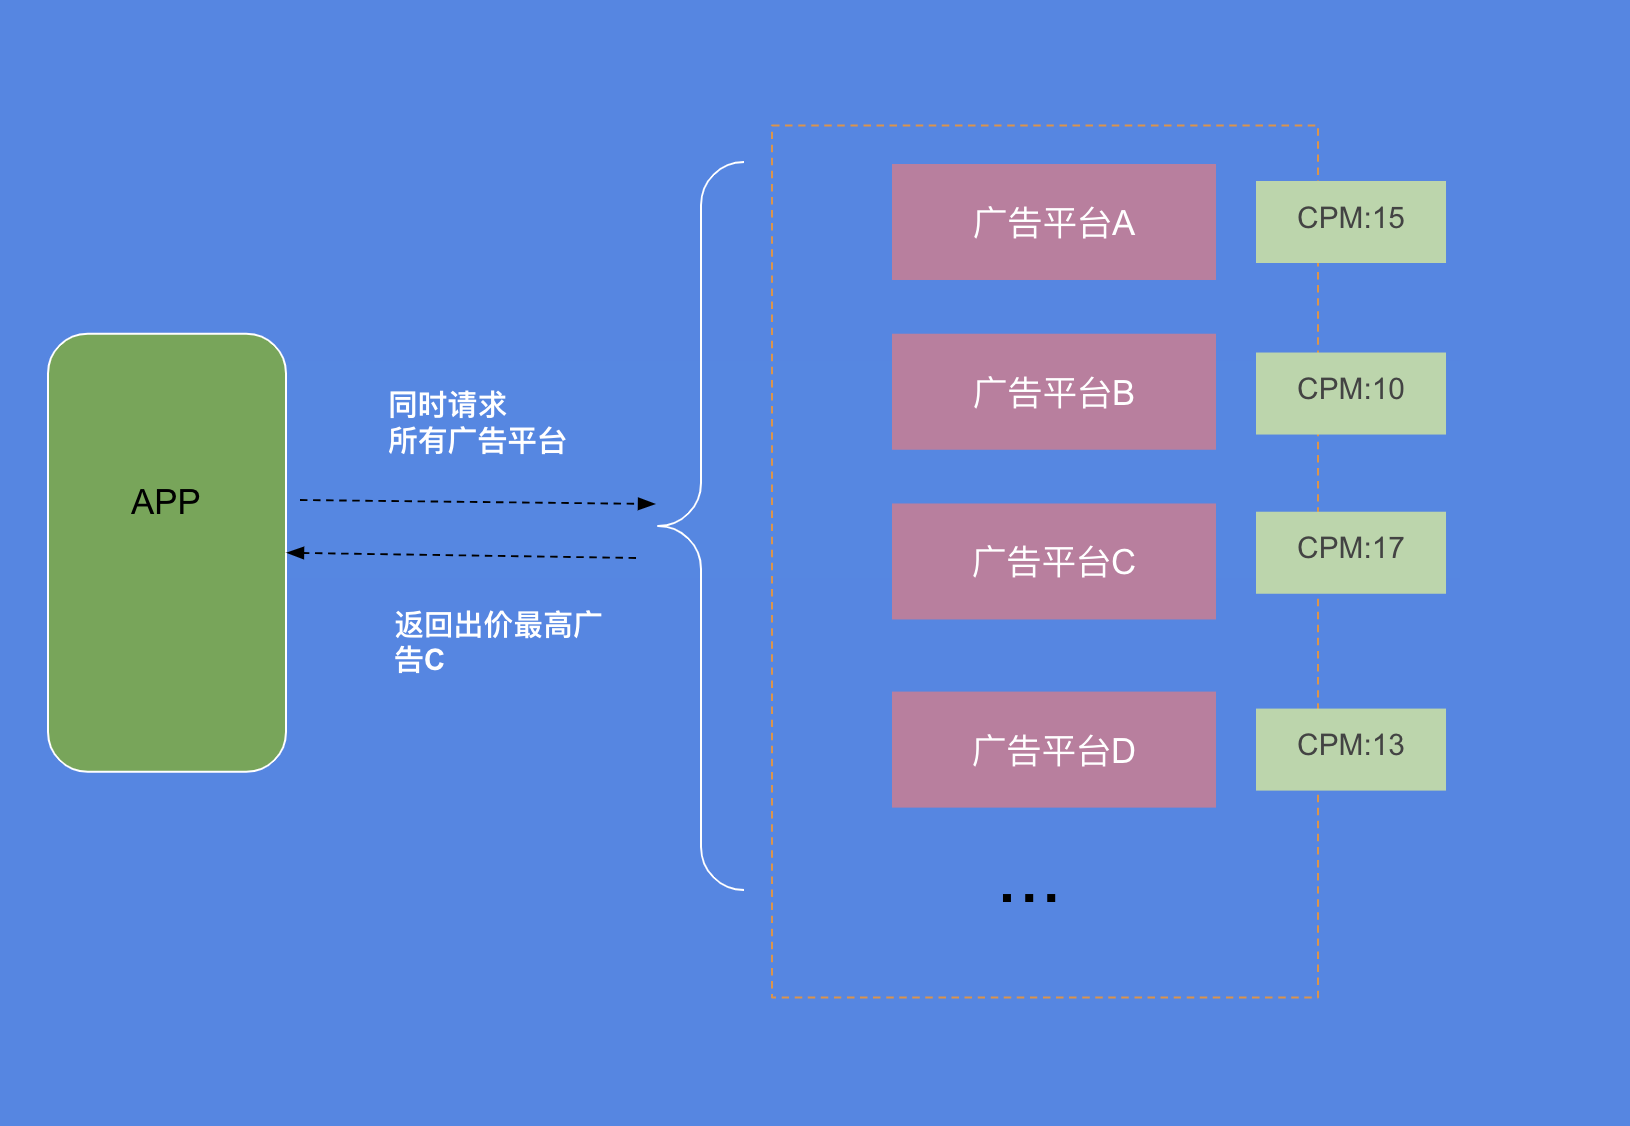 广告平台A
CPM:15
广告平台B
CPM:10
同时请求
所有广告平台
APP
广告平台C
CPM:17
返回出价最高广
告C
广告平台D
CPM:13
...